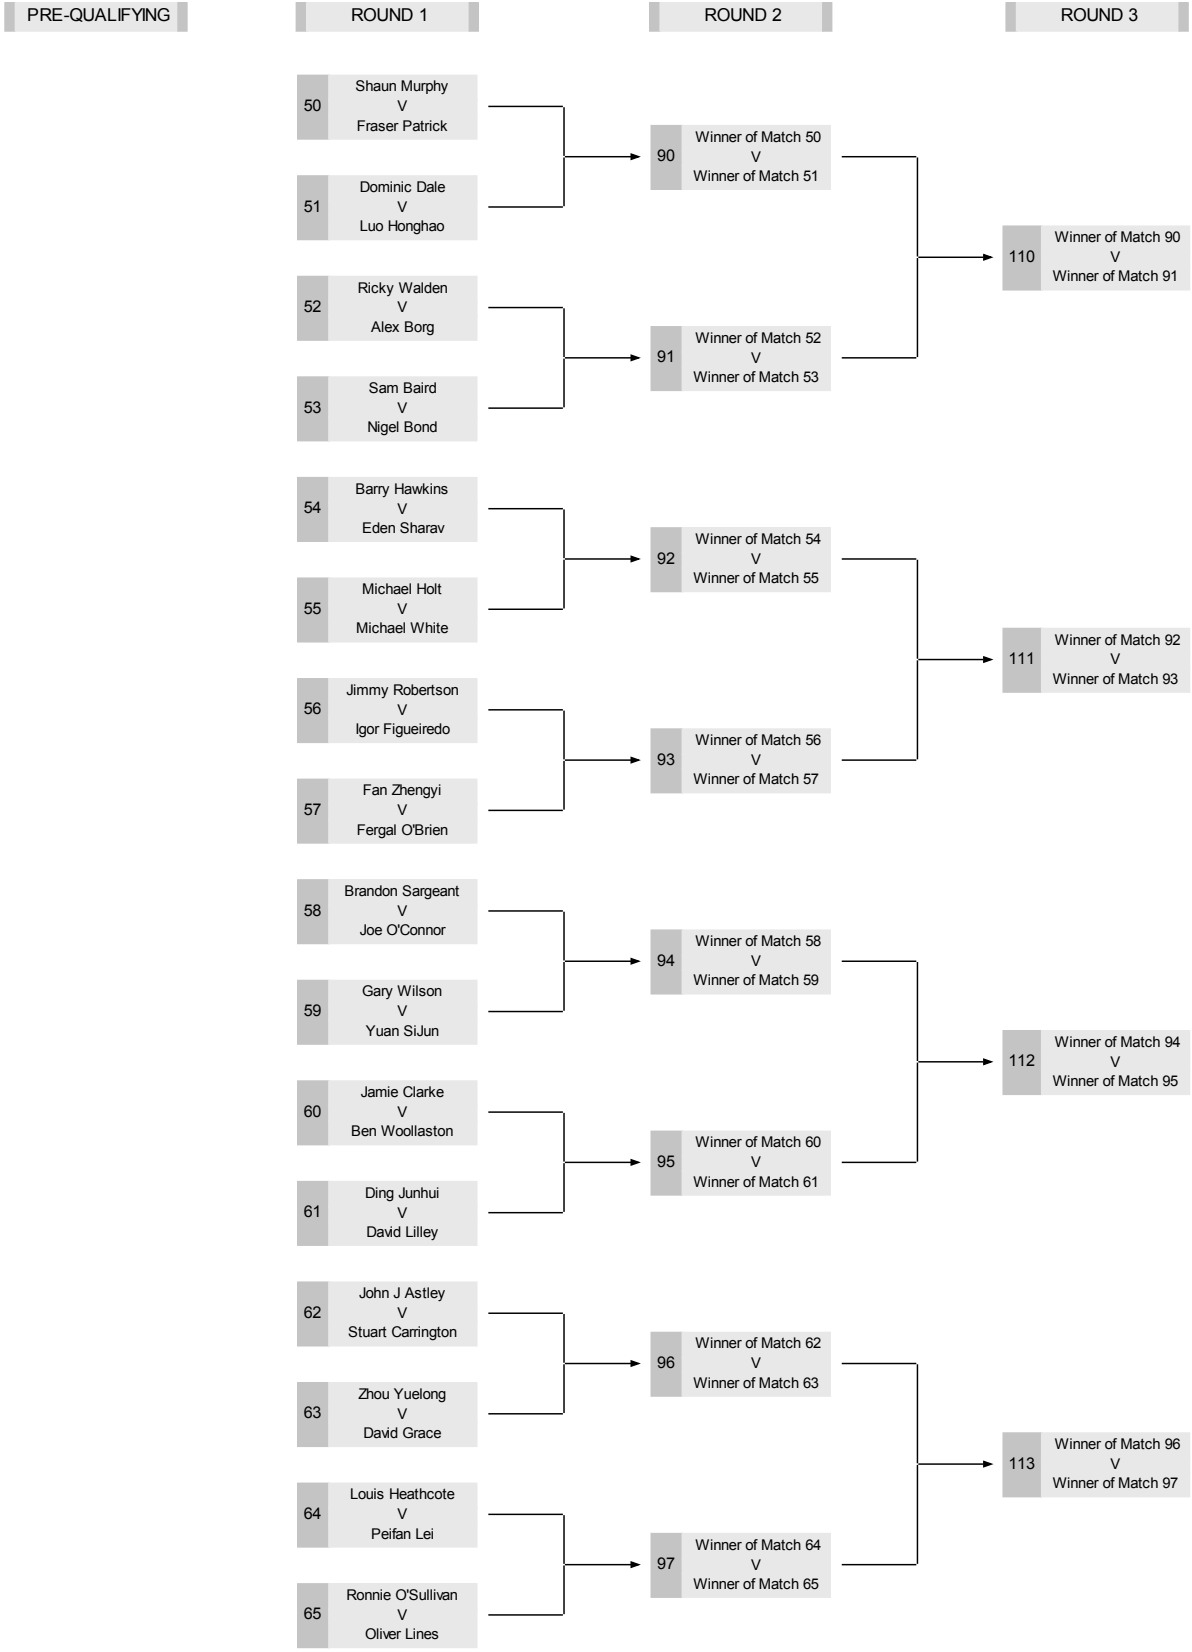 PRE-QUALIFYING
ROUND 1
ROUND 2
ROUND 3
50
Shaun Murphy
V
Fraser Patrick
51
Dominic Dale
V
Luo Honghao
52
Ricky Walden
V
Alex Borg
53
Sam Baird
V
Nigel Bond
54
Barry Hawkins
V
Eden Sharav
55
Michael Holt
V
Michael White
56
Jimmy Robertson
V
Igor Figueiredo
57
Fan Zhengyi
V
Fergal O'Brien
58
Brandon Sargeant
V
Joe O'Connor
59
Gary Wilson
V
Yuan SiJun
60
Jamie Clarke
V
Ben Woollaston
61
Ding Junhui
V
David Lilley
62
John J Astley
V
Stuart Carrington
63
Zhou Yuelong
V
David Grace
64
Louis Heathcote
V
Peifan Lei
65
Ronnie O'Sullivan
V
Oliver Lines
90
Winner of Match 50
V
Winner of Match 51
91
Winner of Match 52
V
Winner of Match 53
92
Winner of Match 54
V
Winner of Match 55
93
Winner of Match 56
V
Winner of Match 57
94
Winner of Match 58
V
Winner of Match 59
95
Winner of Match 60
V
Winner of Match 61
96
Winner of Match 62
V
Winner of Match 63
97
Winner of Match 64
V
Winner of Match 65
110
Winner of Match 90
V
Winner of Match 91
111
Winner of Match 92
V
Winner of Match 93
112
Winner of Match 94
V
Winner of Match 95
113
Winner of Match 96
V
Winner of Match 97